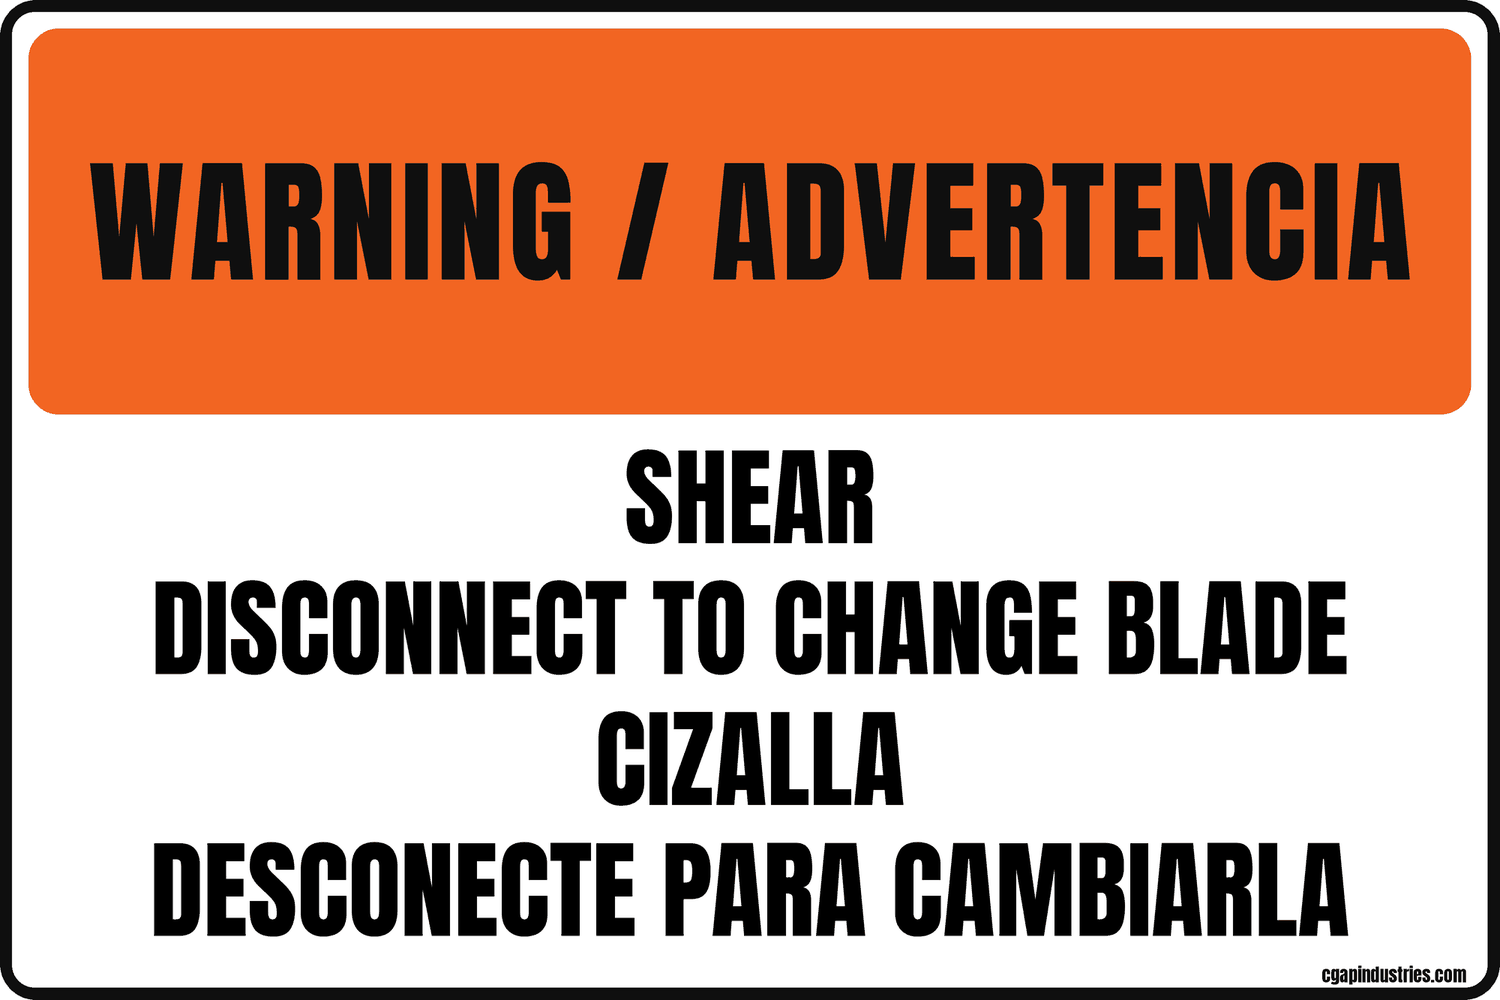 WARNING / ADVERTENCIA
SHEAR
DISCONNECT TO CHANGE BLADE
CIZALLA
DESCONECTE PARA CAMBIARLA
cgapindustries.com